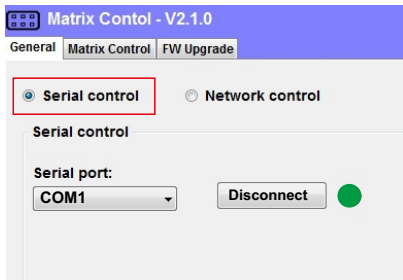 Matrix Contol - V2.1.0
General Matrix Control FW Upgrade
Serial control Network control
Serial control
Serial port:
COM1 Disconnect